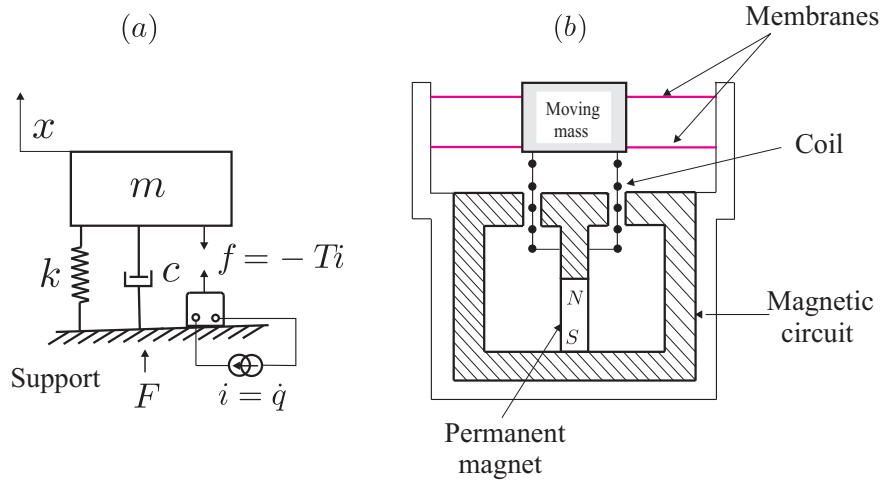 (a)
x
m
k
c
f = − Ti
Support
F
i = q̇
(b)
Membranes
Moving
mass
Coil
N
S
Magnetic
circuit
Permanent
magnet